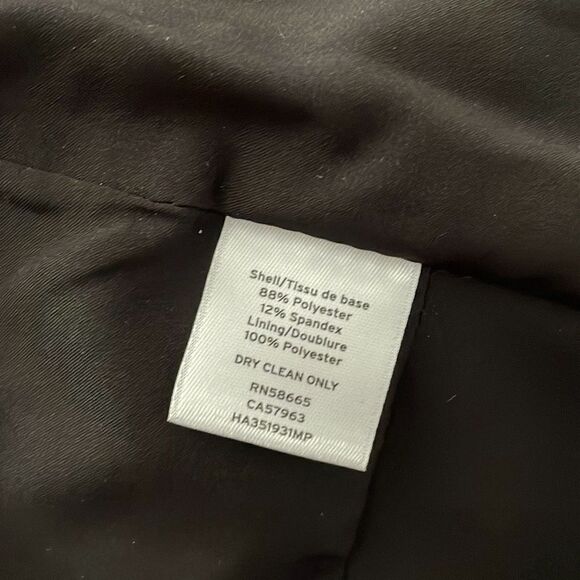 Shell/Tissu de base
88% Polyester
12% Spandex
Lining/Doublure
100% Polyester
DRY CLEAN ONLY
RN58665
CA57963
HA351931MP